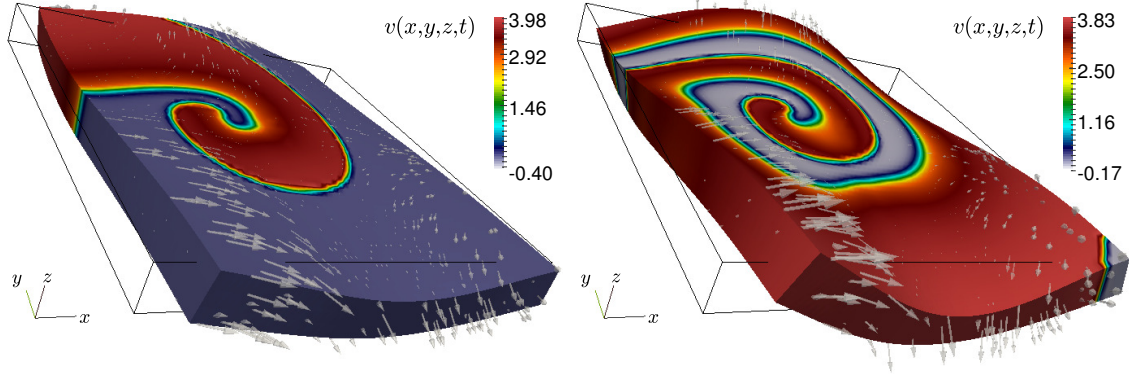 v(x,y,z,t)
3.98
2.92
1.46
-0.40
y z
x
v(x,y,z,t)
3.83
2.50
1.16
-0.17
y z
x